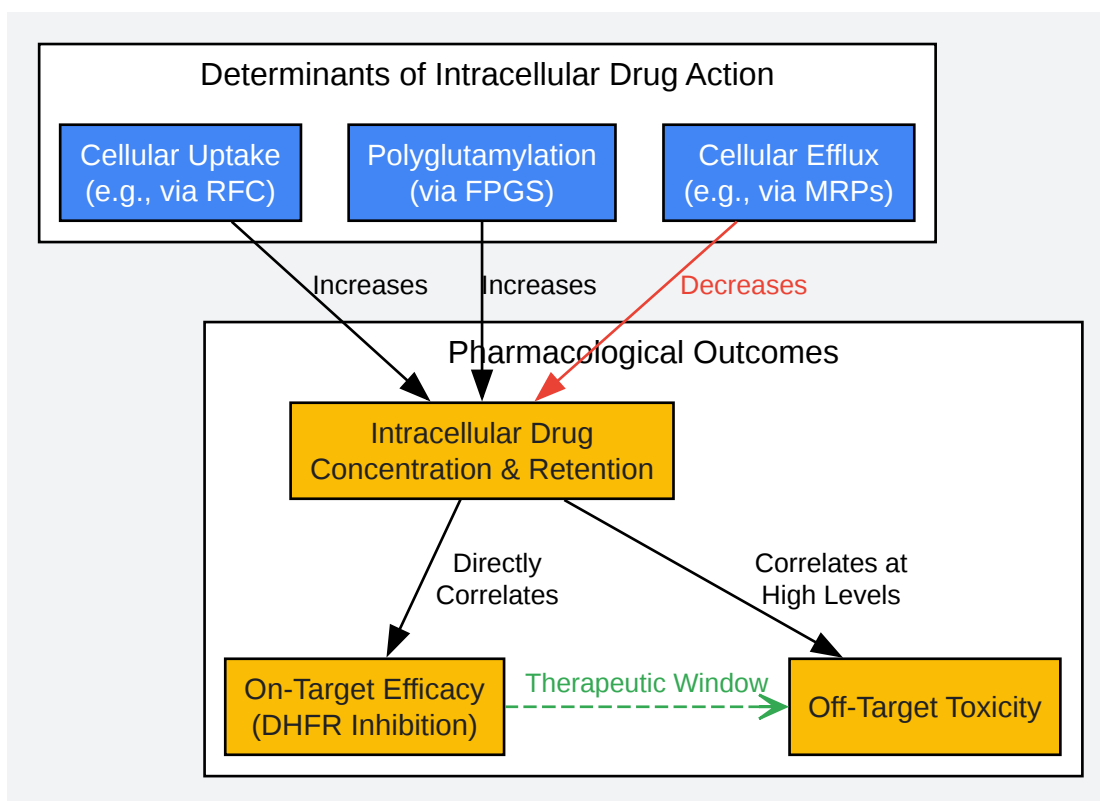 Determinants of Intracellular Drug Action
Cellular Uptake
(e.g., via RFC)
Polyglutamylation
(via FPGS)
Cellular Efflux
(e.g., via MRPs)
Increases
Increases
Decreases
Pharmacological Outcomes
Intracellular Drug
Concentration & Retention
Directly
Correlates
Correlates at
High Levels
On-Target Efficacy
(DHFR Inhibition)
Therapeutic Window
Off-Target Toxicity